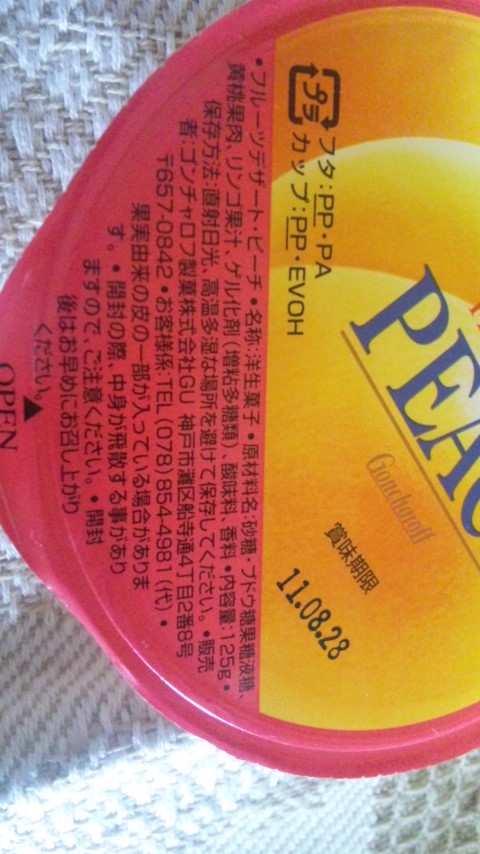 プラ
フタ:PP・PA
カップ:PP・EVOH
PEAC
Goncharoff
賞味期限
11.08.28
•フルーツデザート・ピーチ •名称:洋生菓子 •原材料名:砂糖・ブドウ糖果糖液糖、
黄桃果肉、リンゴ果汁、ゲル化剤(増粘多糖類)、酸味料、香料 •内容量:125g •
保存方法:直射日光、高温多湿な場所を避けて保存してください。 •販売
者:ゴンチャロフ製菓株式会社GU 神戸市灘区船寺通4丁目2番8号
〒657-0842 •お客様係:TEL(078)854-4981(代) •
果実由来の皮の一部が入っている場合がありま
す。 •開封の際、中身が飛散する事があり
ますので、ご注意ください。 •開封
後はお早めにお召し上がり
ください。
▲
OPEN